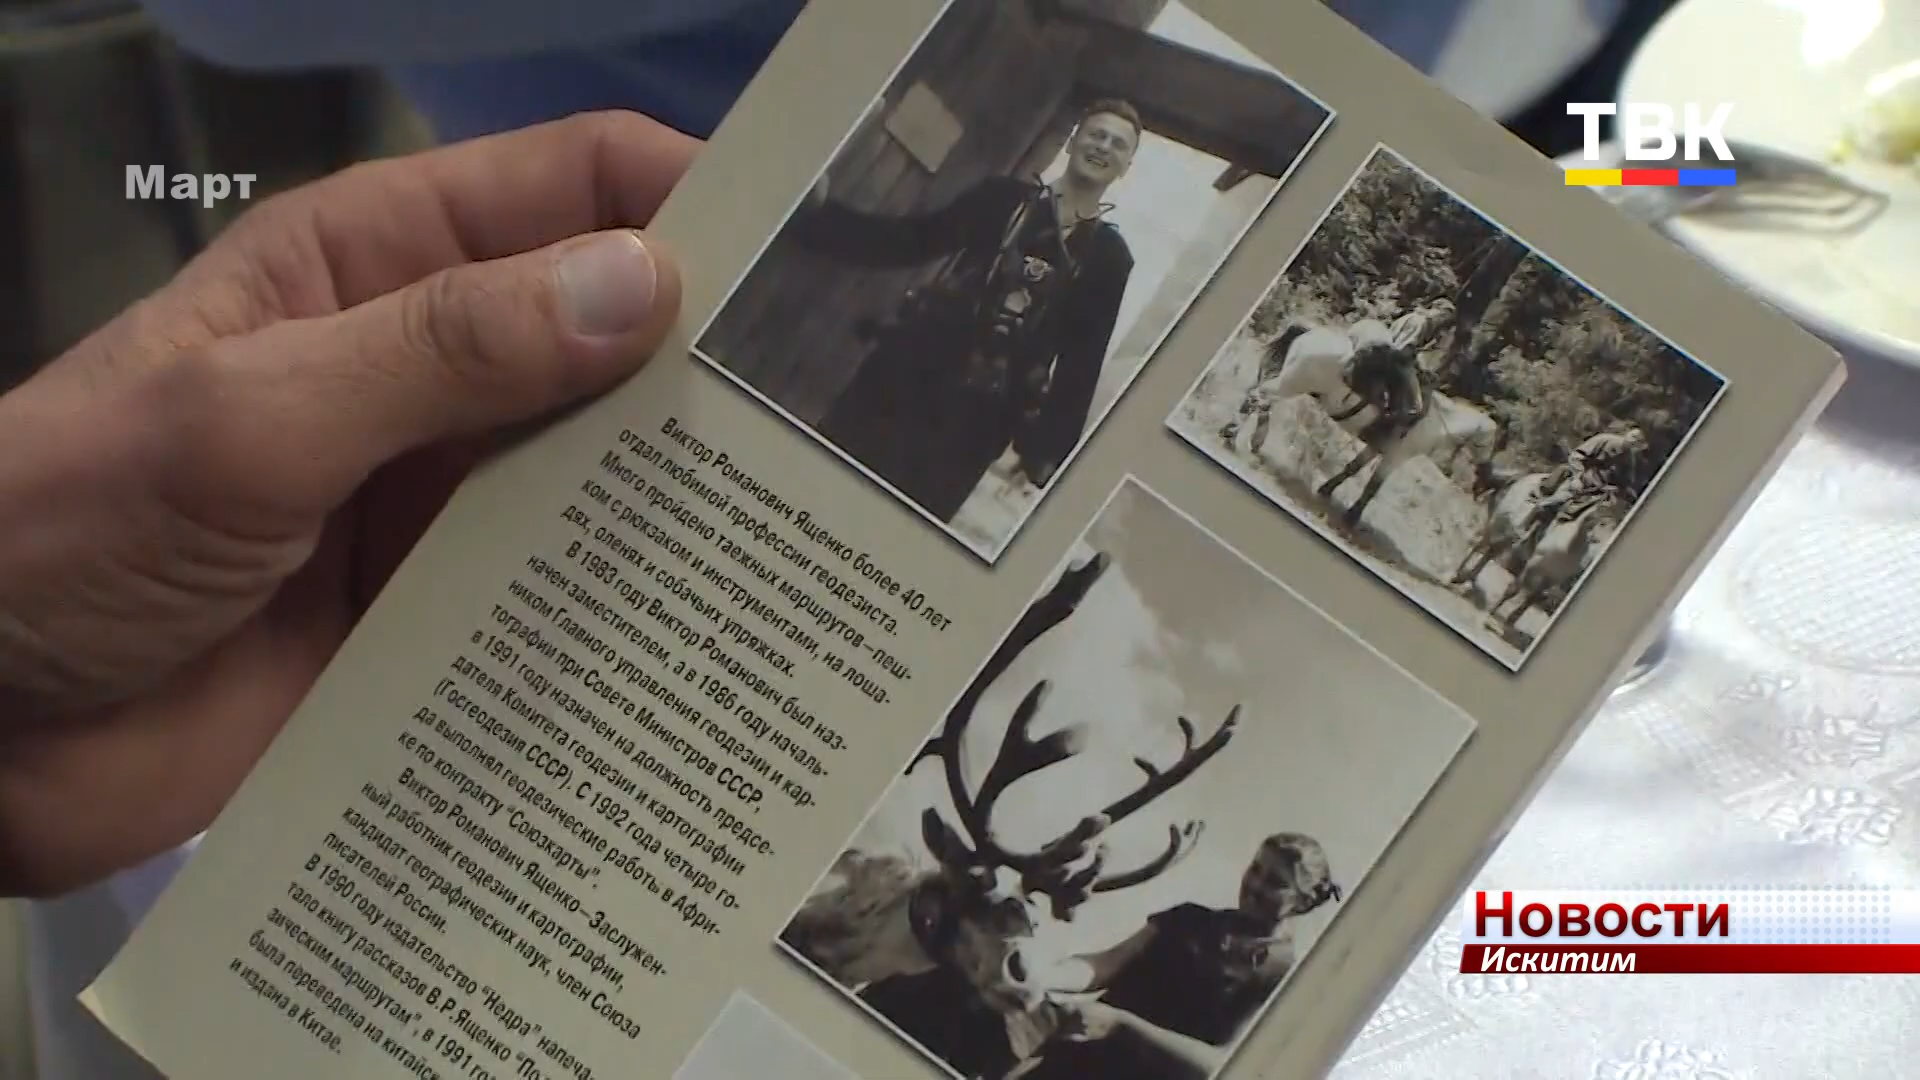 Март
ТВК
Виктор Романович Ященко более 40 лет
отдал любимой профессии геодезиста.
Много пройдено таежных маршрутов – пеш-
ком с рюкзаком и инструментами, на лоша-
дях, оленях и собачьих упряжках.
В 1983 году Виктор Романович был наз-
начен заместителем, а в 1986 году началь-
ником Главного управления геодезии и кар-
тографии при Совете Министров СССР,
в 1991 году назначен на должность предсе-
дателя Комитета геодезии и картографии
(Госгеодезия СССР). С 1992 года четыре го-
да выполнял геодезические работы в Афри-
ке по контракту "Союзкарты".
Виктор Романович Ященко – Заслужен-
ный работник геодезии и картографии,
кандидат географических наук, член Союза
писателей России.
В 1990 году издательство "Недра" напеча-
тало книгу рассказов В.Р.Ященко
зическим маршрутам", в 1991
была переведена на
и издана в Китае.
Новости
Искитим